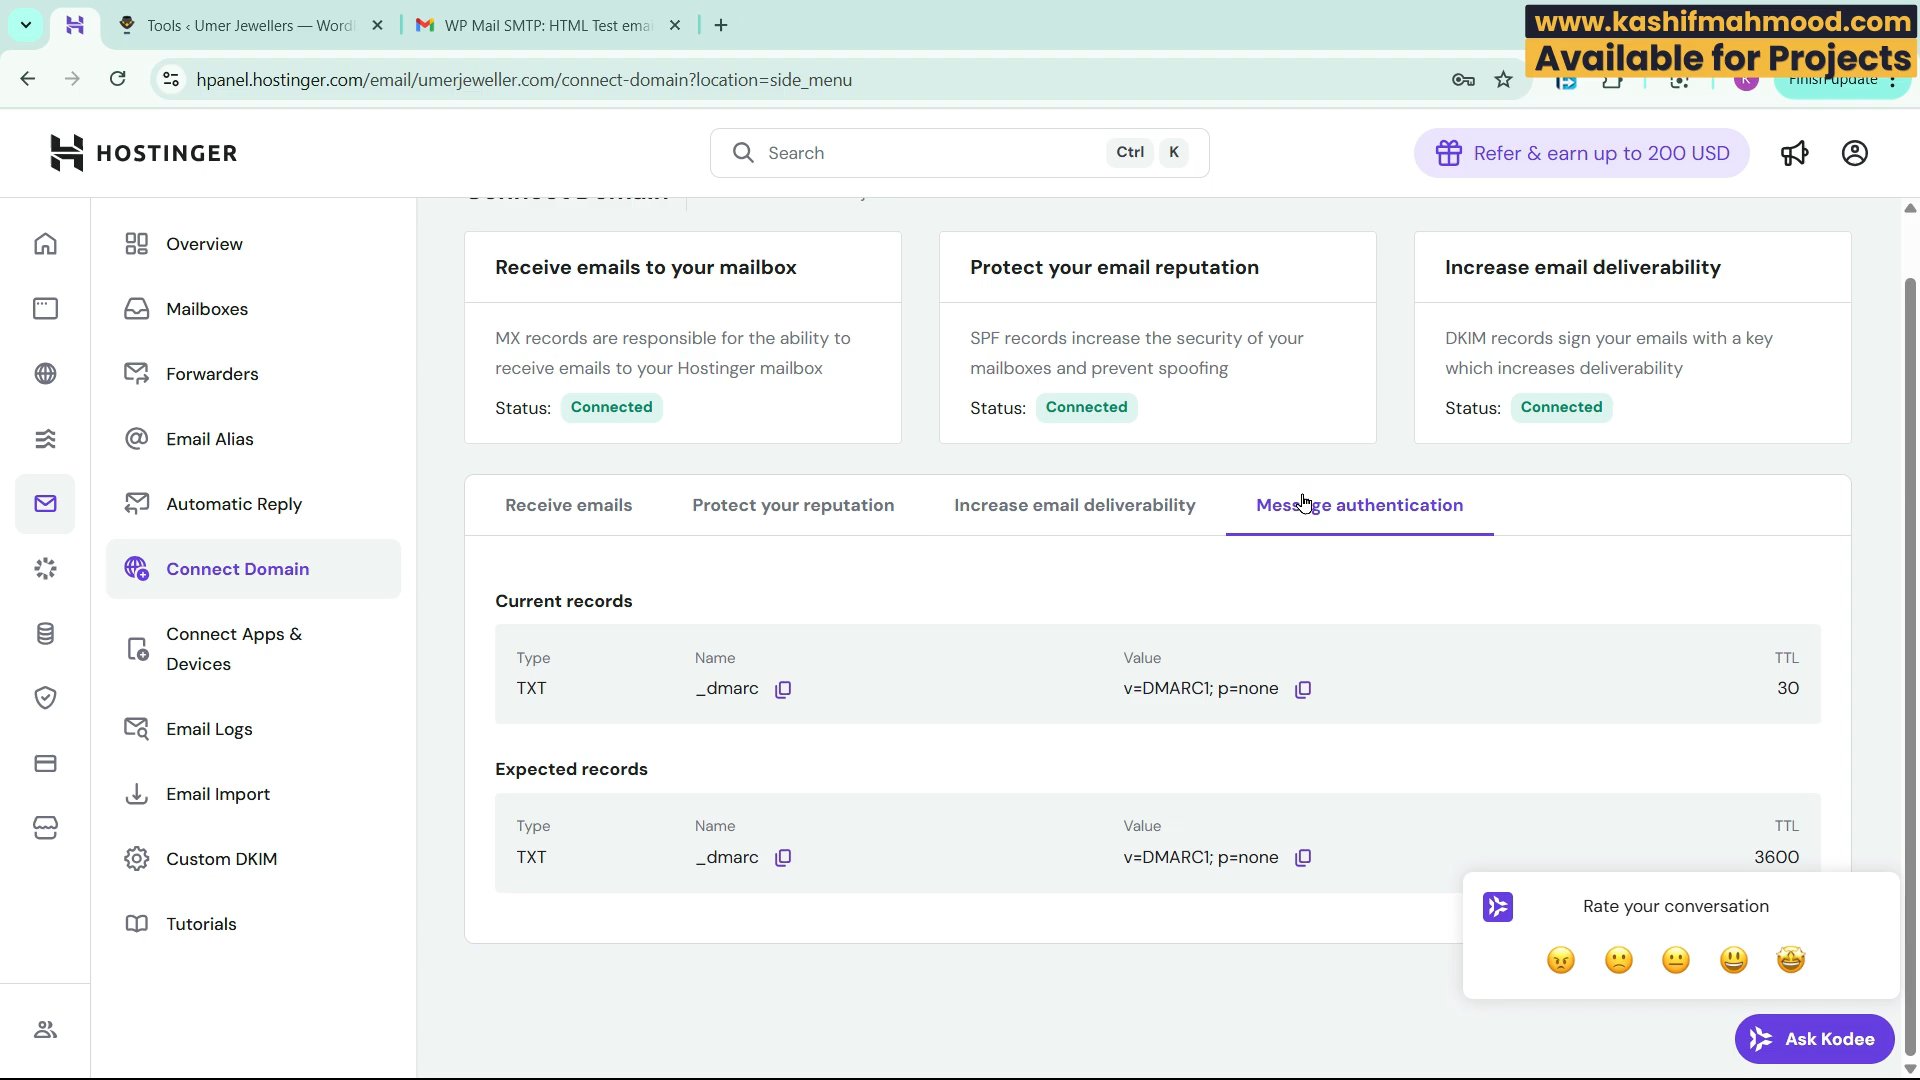 Tools ‹ Umer Jewellers — Word
WP Mail SMTP: HTML Test emai
www.kashifmahmood.com
Available for Projects
hpanel.hostinger.com/email/umerjeweller.com/connect-domain?location=side_menu
K
Finish update
HOSTINGER
Search
Ctrl K
Refer & earn up to 200 USD
Overview
Mailboxes
Forwarders
Email Alias
Automatic Reply
Connect Domain
Connect Apps &
Devices
Email Logs
Email Import
Custom DKIM
Tutorials
Connect Domain
Receive emails to your mailbox
MX records are responsible for the ability to
receive emails to your Hostinger mailbox
Status: Connected
Protect your email reputation
SPF records increase the security of your
mailboxes and prevent spoofing
Status: Connected
Increase email deliverability
DKIM records sign your emails with a key
which increases deliverability
Status: Connected
Receive emails
Protect your reputation
Increase email deliverability
Message authentication
Current records
Type Name Value TTL
TXT _dmarc v=DMARC1; p=none 30
Expected records
Type Name Value TTL
TXT _dmarc v=DMARC1; p=none 3600
Rate your conversation
Ask Kodee